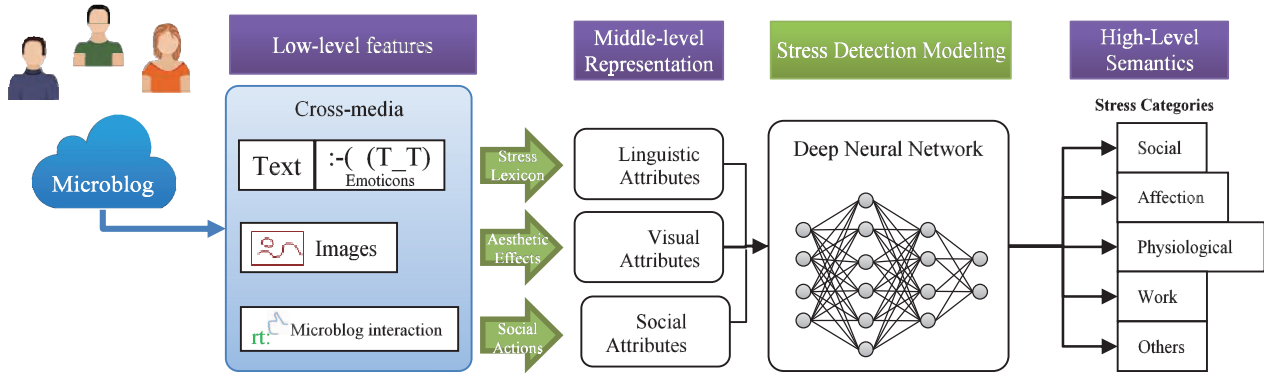 Low-level features
Middle-level
Representation
Stress Detection Modeling
High-Level
Semantics
Microblog
Cross-media
Text
:-( (T_T)
Emoticons
Images
rt:
Microblog interaction
Stress
Lexicon
Aesthetic
Effects
Social
Actions
Linguistic
Attributes
Visual
Attributes
Social
Attributes
Deep Neural Network
Stress Categories
Social
Affection
Physiological
Work
Others